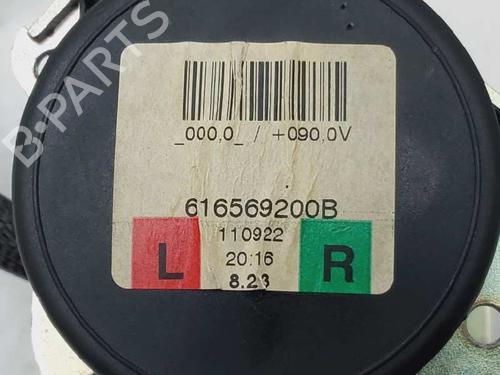 B-PARTS
_000,0_ / +090,0V
616569200B
110922
L 20:16 R
8.23